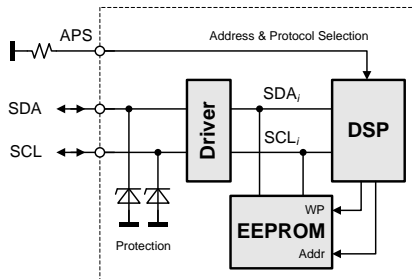 APS
Address & Protocol Selection
SDA
SDAi
Driver
DSP
SCL
SCLi
WP
EEPROM
Protection
Addr